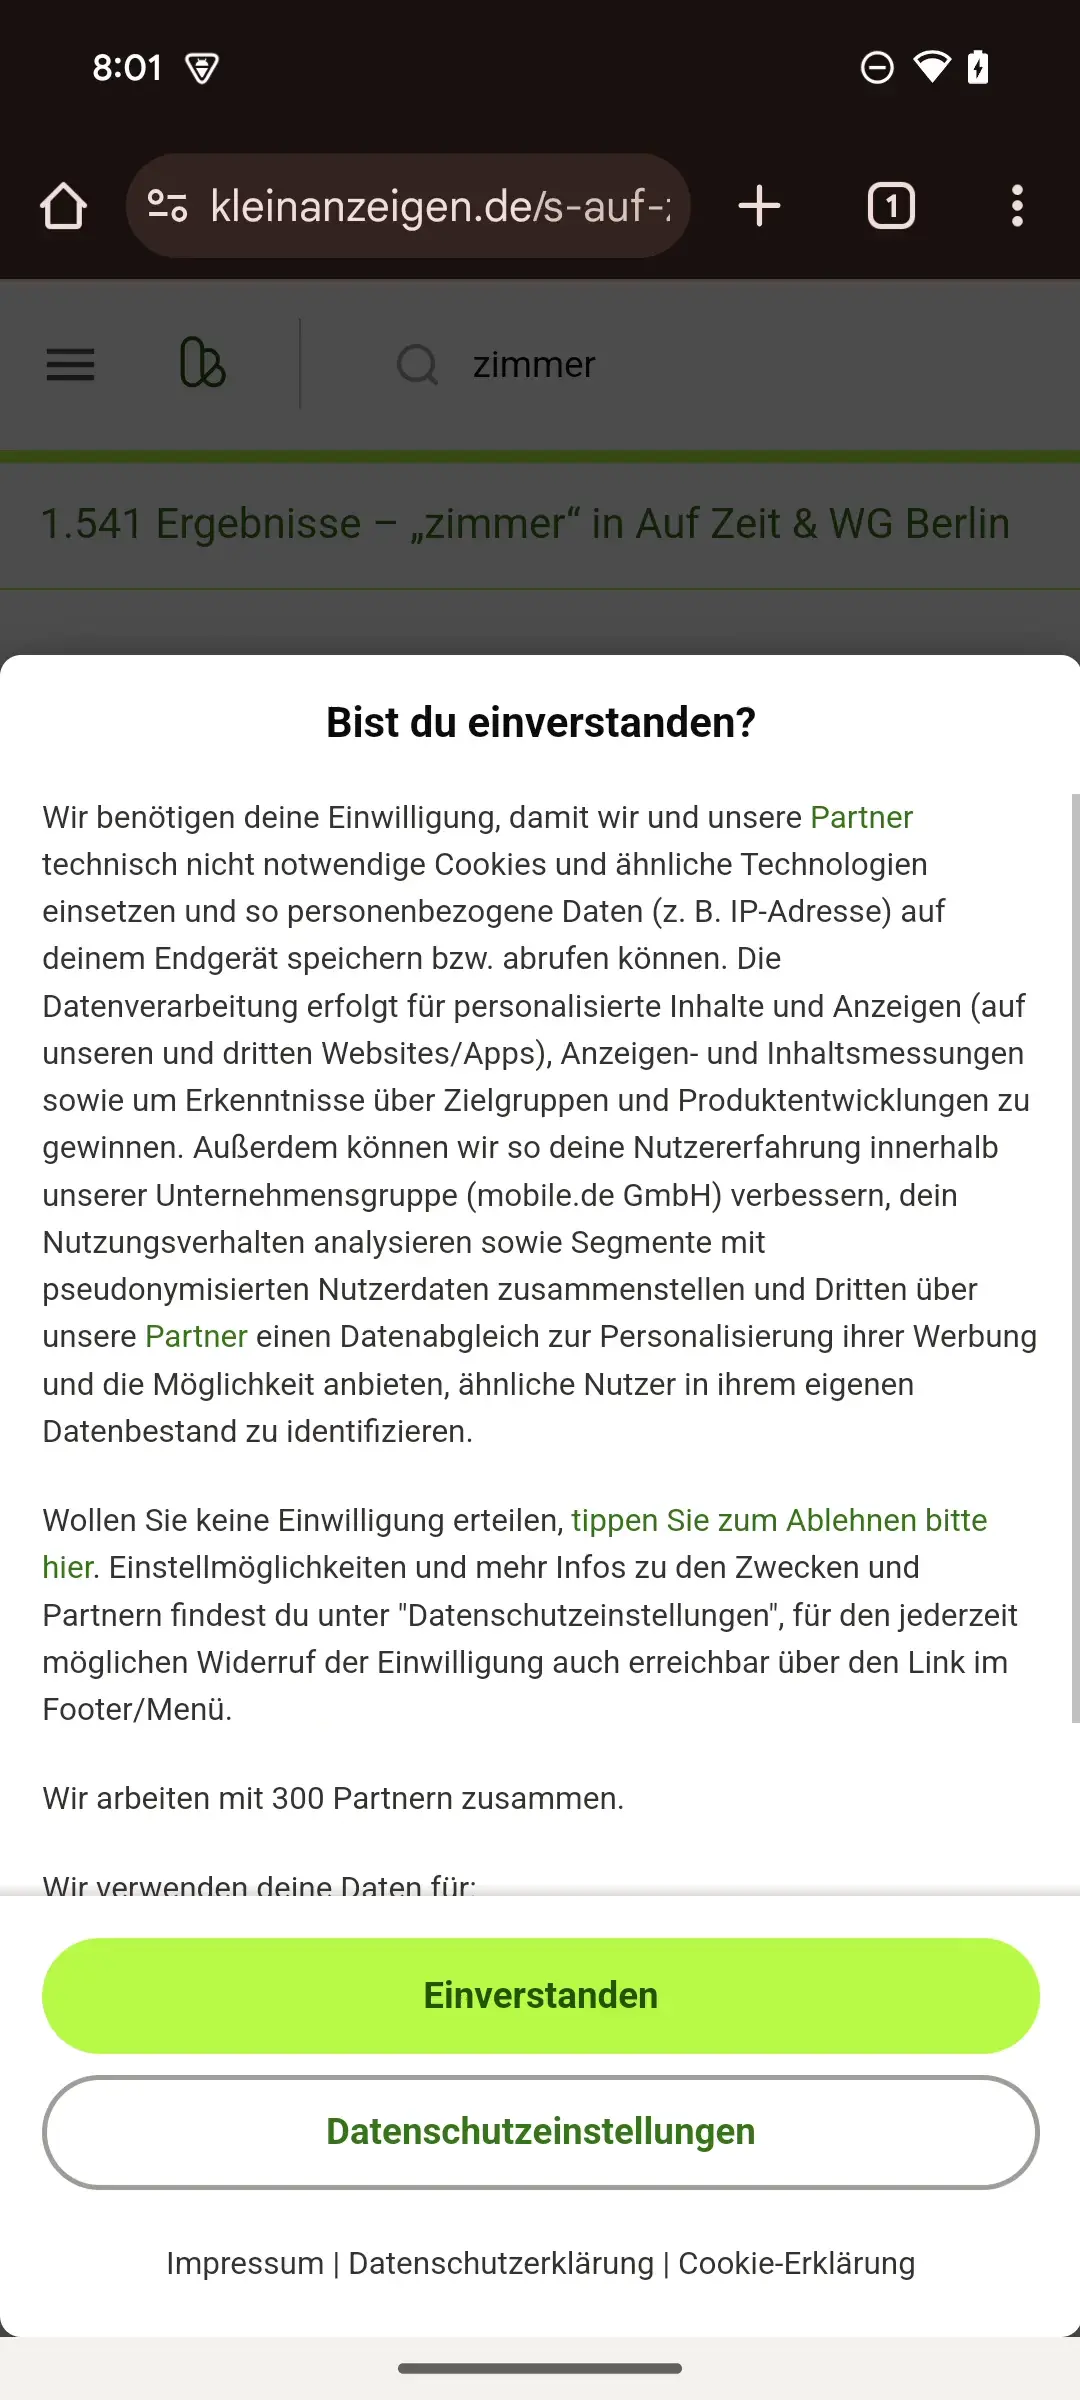 8:01
kleinanzeigen.de/s-auf-
1
zimmer
1.541 Ergebnisse – „zimmer“ in Auf Zeit & WG Berlin
Bist du einverstanden?
Wir benötigen deine Einwilligung, damit wir und unsere Partner
technisch nicht notwendige Cookies und ähnliche Technologien
einsetzen und so personenbezogene Daten (z. B. IP-Adresse) auf
deinem Endgerät speichern bzw. abrufen können. Die
Datenverarbeitung erfolgt für personalisierte Inhalte und Anzeigen (auf
unseren und dritten Websites/Apps), Anzeigen- und Inhaltsmessungen
sowie um Erkenntnisse über Zielgruppen und Produktentwicklungen zu
gewinnen. Außerdem können wir so deine Nutzererfahrung innerhalb
unserer Unternehmensgruppe (mobile.de GmbH) verbessern, dein
Nutzungsverhalten analysieren sowie Segmente mit
pseudonymisierten Nutzerdaten zusammenstellen und Dritten über
unsere Partner einen Datenabgleich zur Personalisierung ihrer Werbung
und die Möglichkeit anbieten, ähnliche Nutzer in ihrem eigenen
Datenbestand zu identifizieren.
Wollen Sie keine Einwilligung erteilen, tippen Sie zum Ablehnen bitte
hier. Einstellmöglichkeiten und mehr Infos zu den Zwecken und
Partnern findest du unter "Datenschutzeinstellungen", für den jederzeit
möglichen Widerruf der Einwilligung auch erreichbar über den Link im
Footer/Menü.
Wir arbeiten mit 300 Partnern zusammen.
Wir verwenden deine Daten für:
Einverstanden
Datenschutzeinstellungen
Impressum | Datenschutzerklärung | Cookie-Erklärung